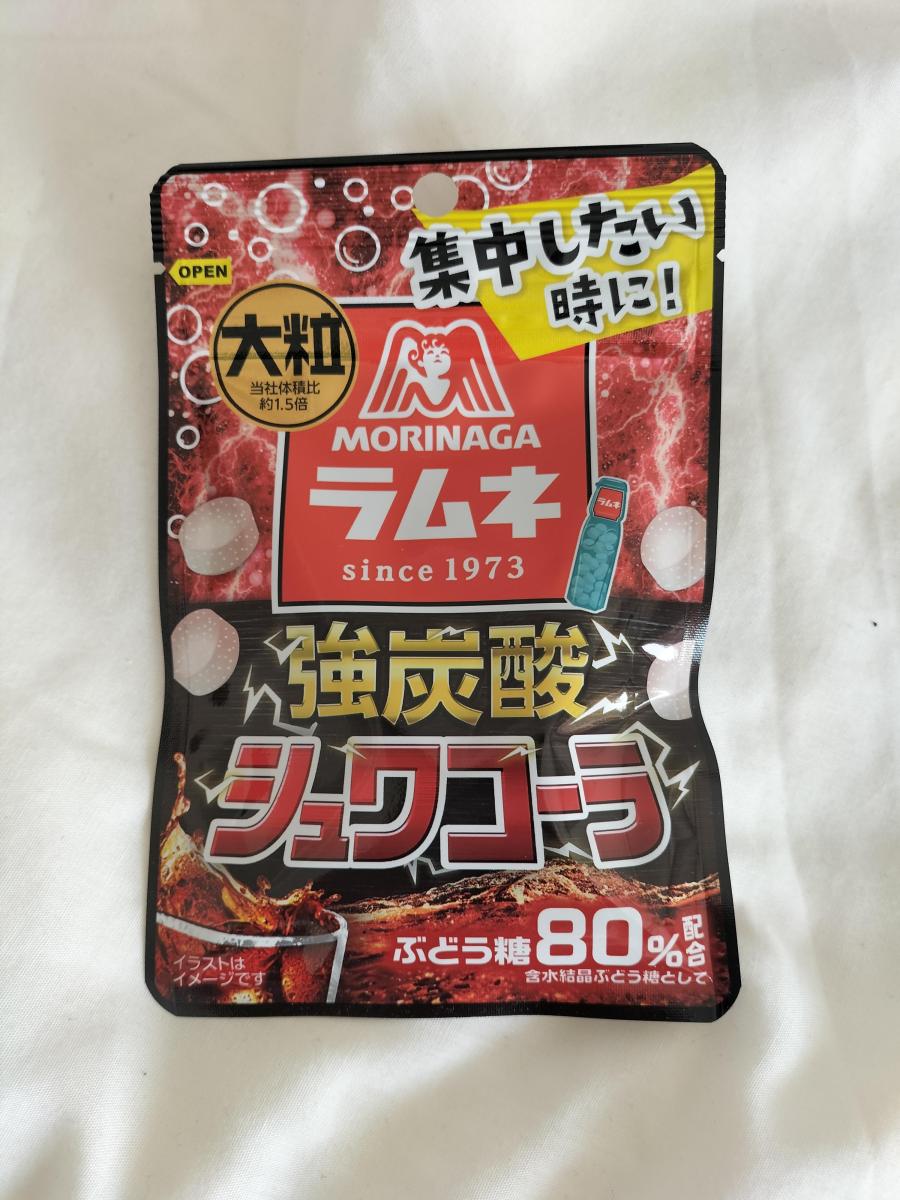 集中したい
時に!
OPEN
大粒
当社体積比
約1.5倍
MORINAGA
ラムネ
since 1973
ラムネ
強炭酸
シュワコーラ
ぶどう糖80%配合
含水結晶ぶどう糖として
イラストは
イメージです